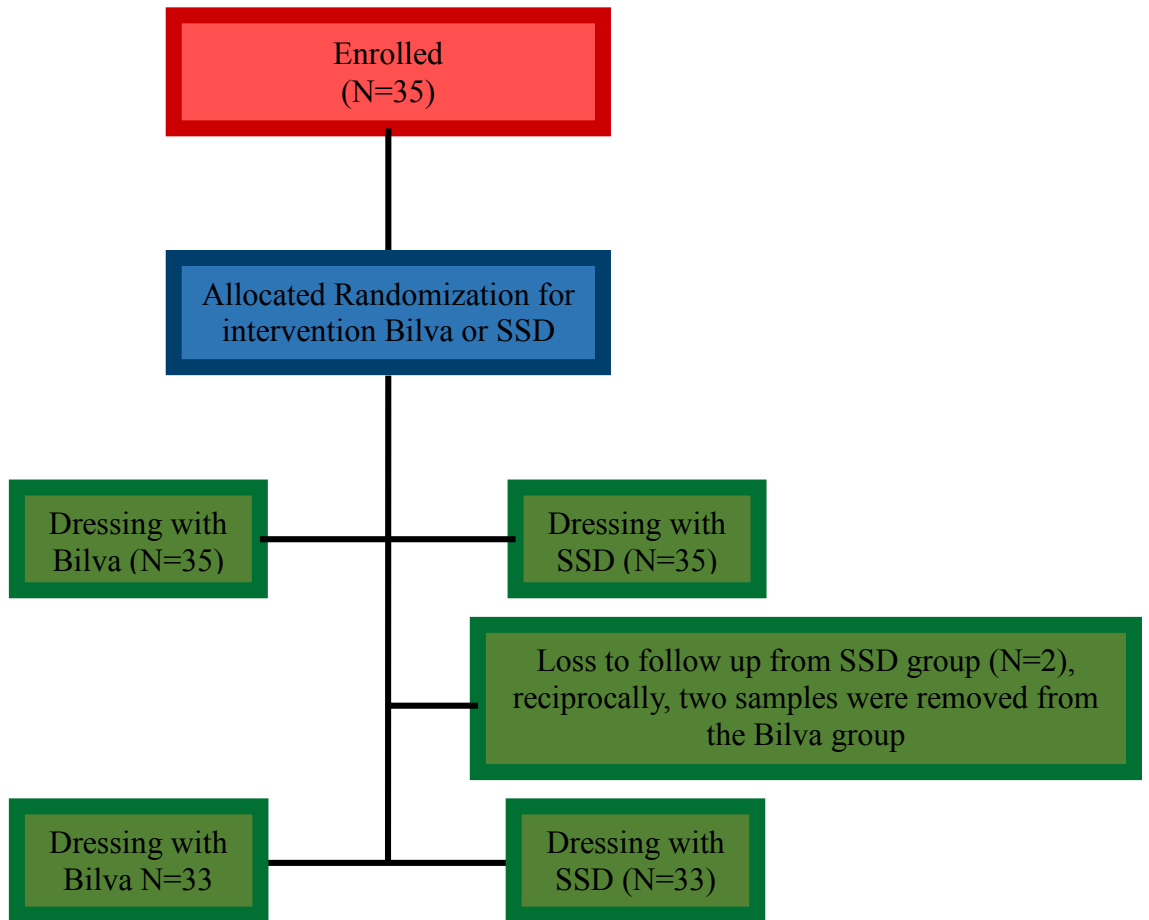 Enrolled
(N=35)
Allocated Randomization for
intervention Bilva or SSD
Dressing with
Bilva (N=35)
Dressing with
SSD (N=35)
Loss to follow up from SSD group (N=2),
reciprocally, two samples were removed from
the Bilva group
Dressing with
Bilva N=33
Dressing with
SSD (N=33)